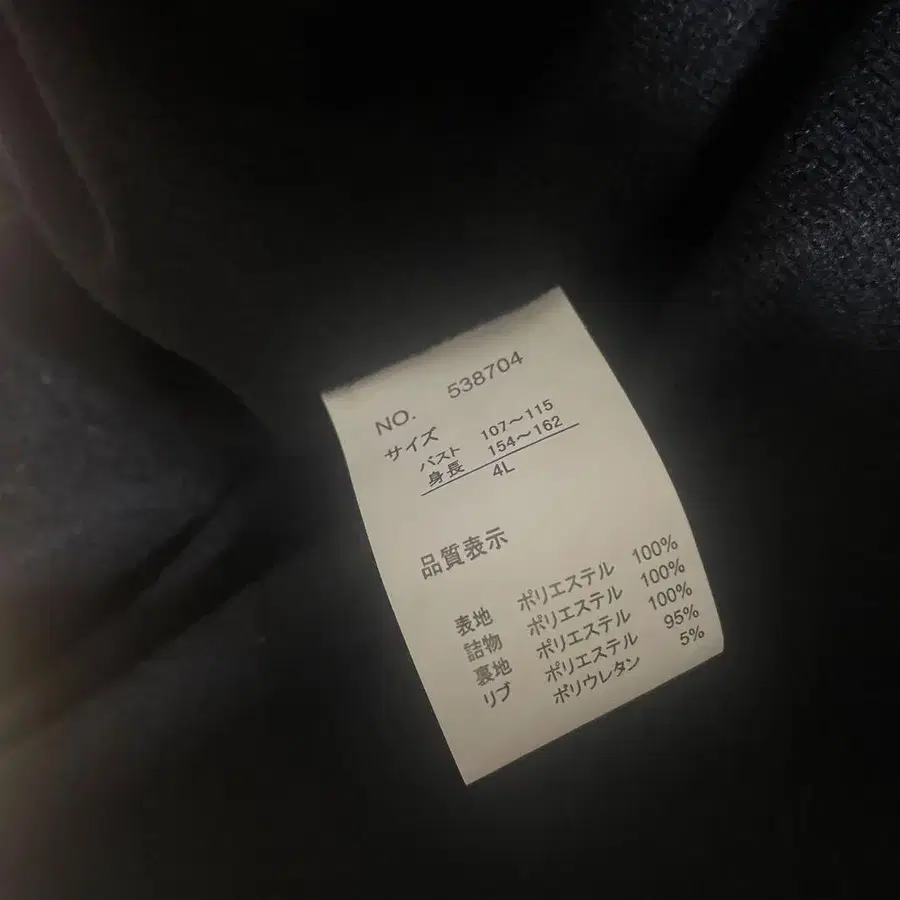 NO. 538704
サイズ
バスト 107～115
身長 154～162
4L
品質表示
表地 ポリエステル 100%
詰物 ポリエステル 100%
裏地 ポリエステル 100%
リブ ポリエステル 95%
ポリウレタン 5%